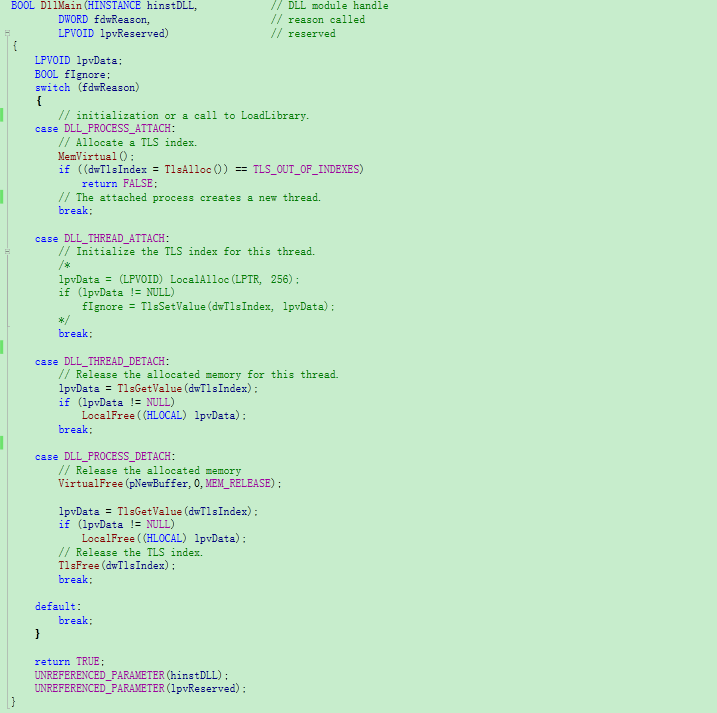 BOOL DllMain(HINSTANCE hinstDLL,            // DLL module handle
        DWORD fdwReason,                    // reason called
        LPVOID lpvReserved)                 // reserved
{
    LPVOID lpvData;
    BOOL fIgnore;
    switch (fdwReason)
    {
        // initialization or a call to LoadLibrary.
    case DLL_PROCESS_ATTACH:
        // Allocate a TLS index.
        MemVirtual();
        if ((dwTlsIndex = TlsAlloc()) == TLS_OUT_OF_INDEXES)
            return FALSE;
        // The attached process creates a new thread.
        break;

    case DLL_THREAD_ATTACH:
        // Initialize the TLS index for this thread.
        /*
        lpvData = (LPVOID) LocalAlloc(LPTR, 256);
        if (lpvData != NULL)
            fIgnore = TlsSetValue(dwTlsIndex, lpvData);
        */
        break;

    case DLL_THREAD_DETACH:
        // Release the allocated memory for this thread.
        lpvData = TlsGetValue(dwTlsIndex);
        if (lpvData != NULL)
            LocalFree((HLOCAL) lpvData);
        break;

    case DLL_PROCESS_DETACH:
        // Release the allocated memory
        VirtualFree(pNewBuffer,0,MEM_RELEASE);

        lpvData = TlsGetValue(dwTlsIndex);
        if (lpvData != NULL)
            LocalFree((HLOCAL) lpvData);
        // Release the TLS index.
        TlsFree(dwTlsIndex);
        break;

    default:
        break;
    }

    return TRUE;
    UNREFERENCED_PARAMETER(hinstDLL);
    UNREFERENCED_PARAMETER(lpvReserved);
}